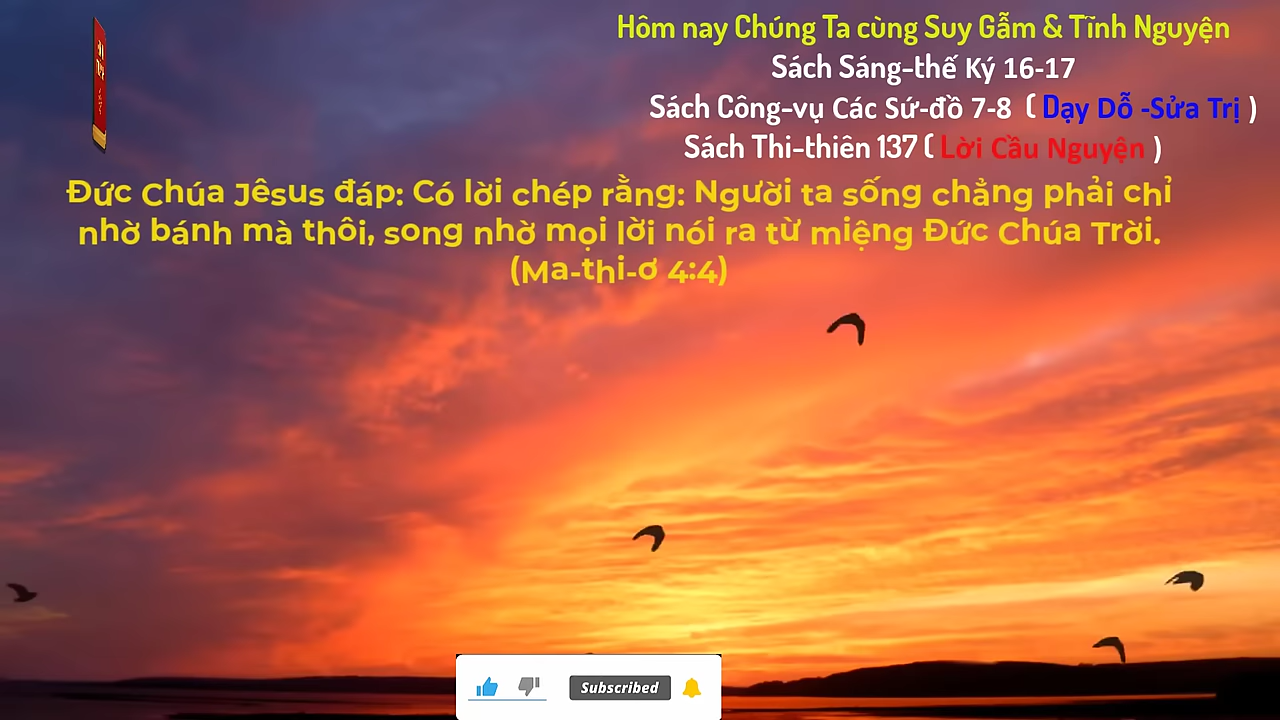 Hôm nay Chúng Ta cùng Suy Gẫm & Tĩnh Nguyện
Sách Sáng-thế Ký 16-17
Sách Công-vụ Các Sứ-đồ 7-8 ( Dạy Dỗ -Sửa Trị )
Sách Thi-thiên 137 ( Lời Cầu Nguyện )
Đức Chúa Jêsus đáp: Có lời chép rằng: Người ta sống chẳng phải chỉ
nhờ bánh mà thôi, song nhờ mọi lời nói ra từ miệng Đức Chúa Trời.
(Ma-thi-ơ 4:4)
Subscribed